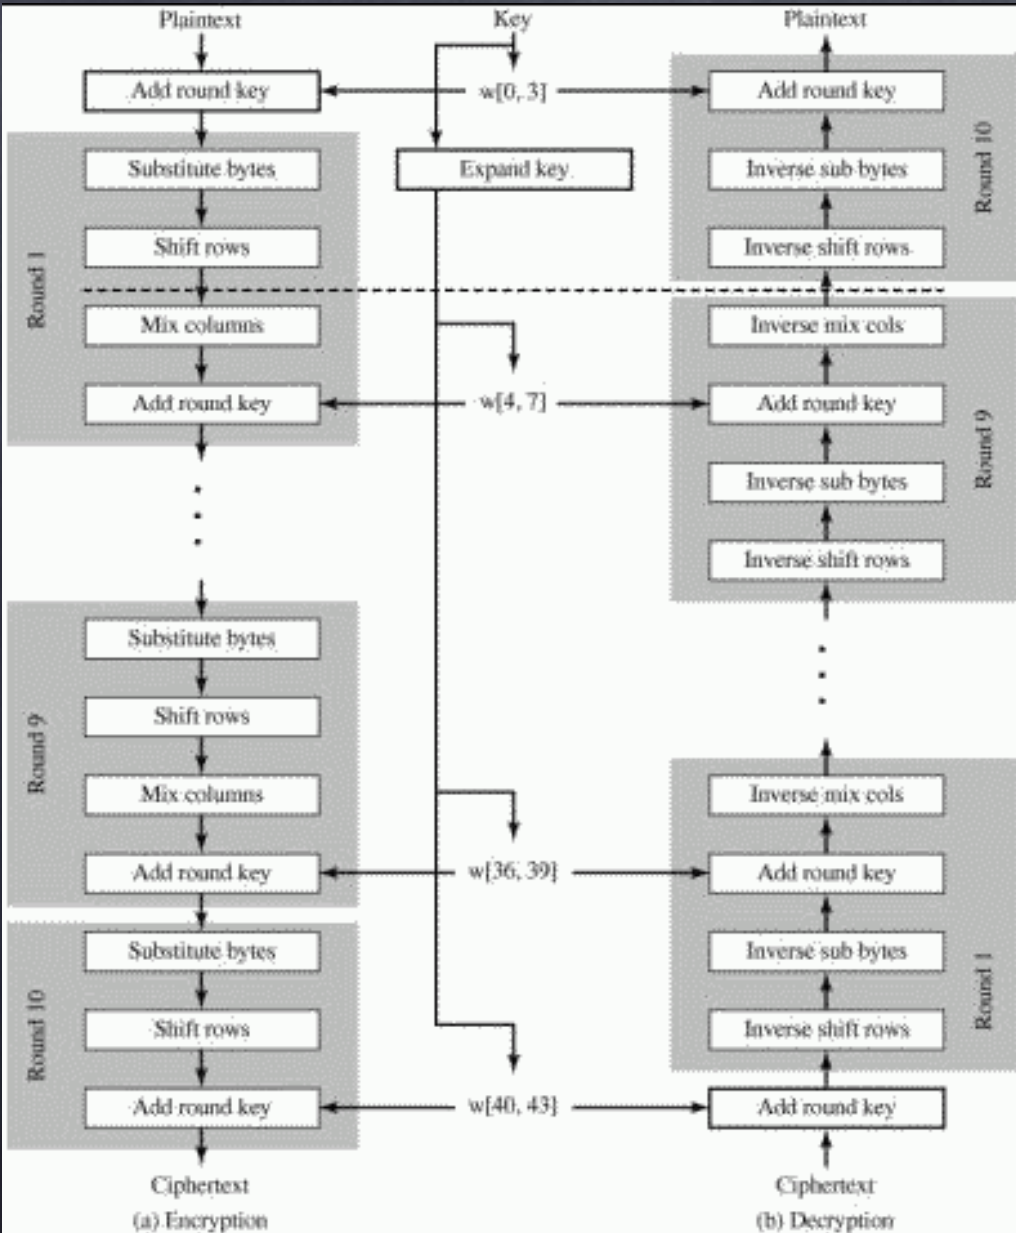 Plaintext
Key
Plaintext
Add round key
w[0, 3]
Add round key
Substitute bytes
Expand key
Inverse sub bytes
Round 10
Shift rows
Inverse shift rows
Round 1
Mix columns
Inverse mix cols
Add round key
w[4, 7]
Add round key
Round 9
Inverse sub bytes
Inverse shift rows
Substitute bytes
Shift rows
Round 9
Mix columns
Inverse mix cols
Add round key
w[36, 39]
Add round key
Substitute bytes
Inverse sub bytes
Round 1
Shift rows
Inverse shift rows
Round 10
Add round key
w[40, 43]
Add round key
Ciphertext
Ciphertext
(a) Encryption
(b) Decryption